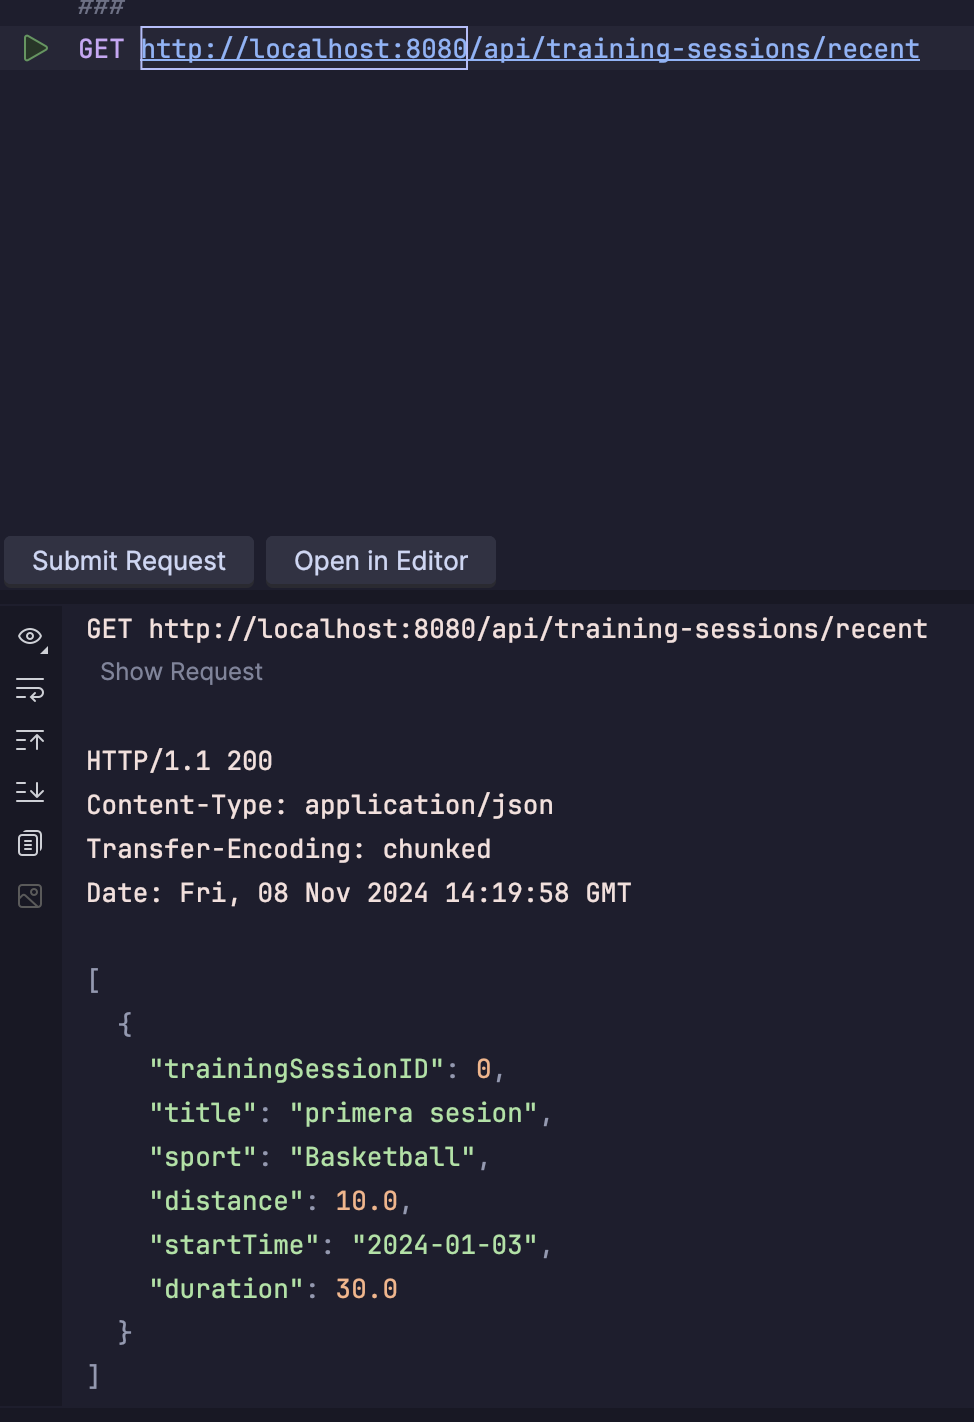 ###
GET http://localhost:8080/api/training-sessions/recent
Submit Request
Open in Editor
GET http://localhost:8080/api/training-sessions/recent
Show Request
HTTP/1.1 200
Content-Type: application/json
Transfer-Encoding: chunked
Date: Fri, 08 Nov 2024 14:19:58 GMT
[
  {
    "trainingSessionID": 0,
    "title": "primera sesion",
    "sport": "Basketball",
    "distance": 10.0,
    "startTime": "2024-01-03",
    "duration": 30.0
  }
]